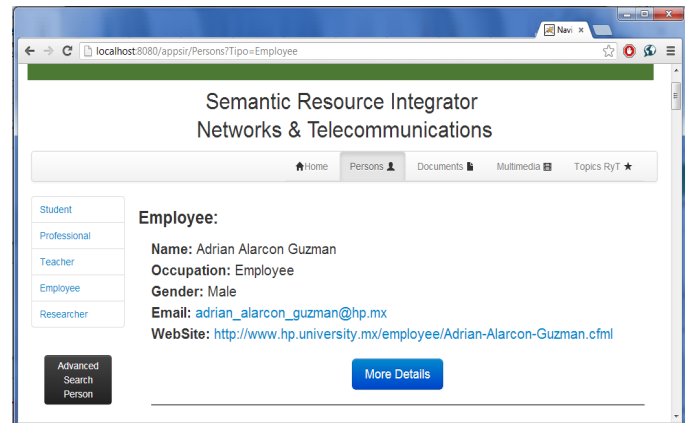 Navi
localhost:8080/appsir/Persons?Tipo=Employee
Semantic Resource Integrator
Networks & Telecommunications
Home Persons Documents Multimedia Topics RyT
Student
Professional
Teacher
Employee
Researcher
Advanced
Search
Person
Employee:
Name: Adrian Alarcon Guzman
Occupation: Employee
Gender: Male
Email: adrian_alarcon_guzman@hp.mx
WebSite: http://www.hp.university.mx/employee/Adrian-Alarcon-Guzman.cfml
More Details